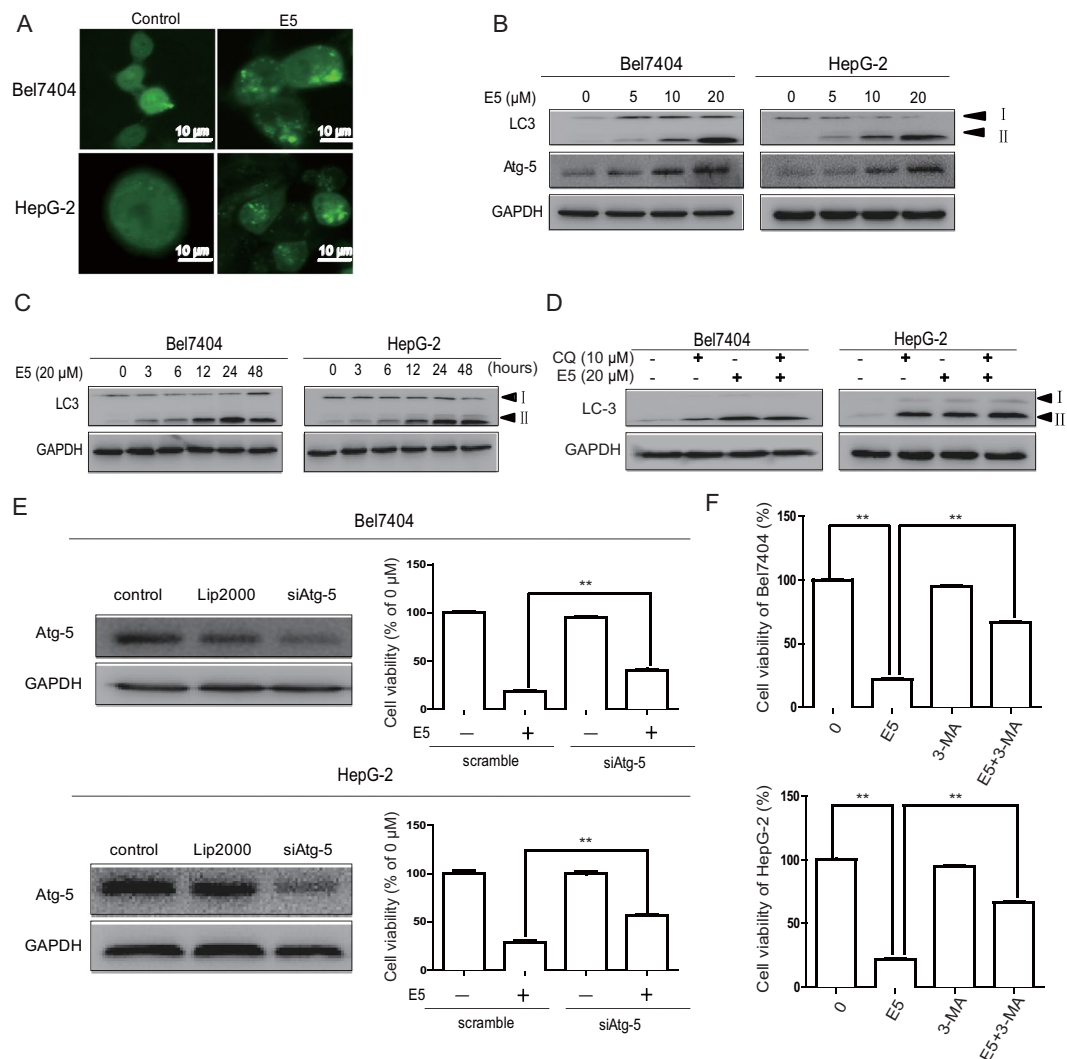 A
Control E5
Bel7404
10 μm 10 μm
HepG-2
10 μm 10 μm
B
Bel7404 HepG-2
E5 (μM) 0 5 10 20 0 5 10 20
LC3 I
II
Atg-5
GAPDH
C
Bel7404 HepG-2
E5 (20 μM) 0 3 6 12 24 48 0 3 6 12 24 48 (hours)
LC3 I
II
GAPDH
D
Bel7404 HepG-2
CQ (10 μM) - + - + - + - +
E5 (20 μM) - - + + - - + +
LC-3 I
II
GAPDH
E
Bel7404
control Lip2000 siAtg-5
Atg-5
GAPDH
Cell viability (% of 0 μM)
150
100
50
0
**
E5 — + — +
scramble siAtg-5
HepG-2
control Lip2000 siAtg-5
Atg-5
GAPDH
Cell viability (% of 0 μM)
150
100
50
0
**
E5 — + — +
scramble siAtg-5
F
Cell viability of Bel7404 (%)
150
100
50
0
** **
0 E5 3-MA E5+3-MA
Cell viability of HepG-2 (%)
150
100
50
0
** **
0 E5 3-MA E5+3-MA